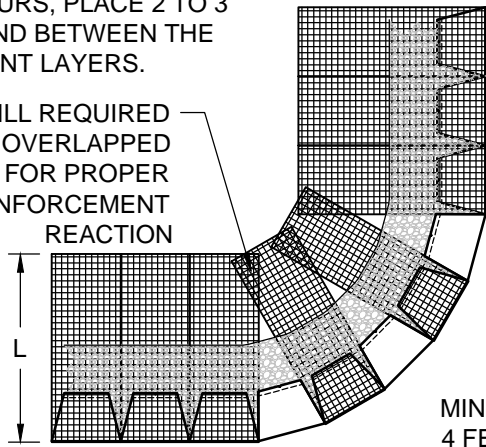 URS, PLACE 2 TO 3
ND BETWEEN THE
NT LAYERS.
ILL REQUIRED
OVERLAPPED
FOR PROPER
NFORCEMENT
REACTION
L
MIN
4 FE